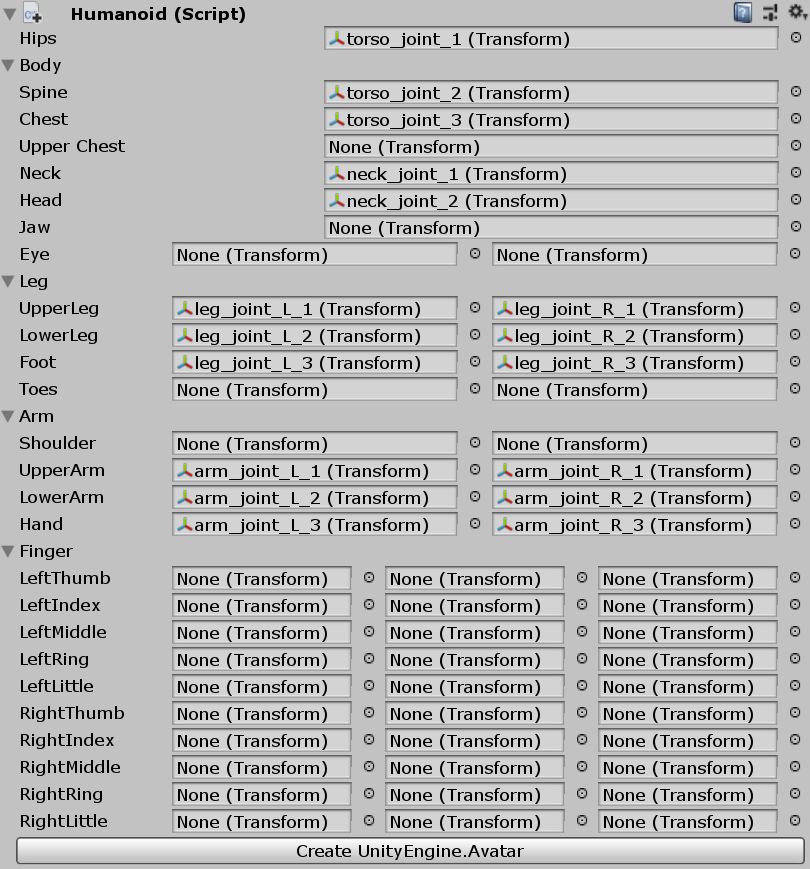 Humanoid (Script)
Hips torso_joint_1 (Transform)
Body
Spine torso_joint_2 (Transform)
Chest torso_joint_3 (Transform)
Upper Chest None (Transform)
Neck neck_joint_1 (Transform)
Head neck_joint_2 (Transform)
Jaw None (Transform)
Eye None (Transform) None (Transform)
Leg
UpperLeg leg_joint_L_1 (Transform) leg_joint_R_1 (Transform)
LowerLeg leg_joint_L_2 (Transform) leg_joint_R_2 (Transform)
Foot leg_joint_L_3 (Transform) leg_joint_R_3 (Transform)
Toes None (Transform) None (Transform)
Arm
Shoulder None (Transform) None (Transform)
UpperArm arm_joint_L_1 (Transform) arm_joint_R_1 (Transform)
LowerArm arm_joint_L_2 (Transform) arm_joint_R_2 (Transform)
Hand arm_joint_L_3 (Transform) arm_joint_R_3 (Transform)
Finger
LeftThumb None (Transform) None (Transform) None (Transform)
LeftIndex None (Transform) None (Transform) None (Transform)
LeftMiddle None (Transform) None (Transform) None (Transform)
LeftRing None (Transform) None (Transform) None (Transform)
LeftLittle None (Transform) None (Transform) None (Transform)
RightThumb None (Transform) None (Transform) None (Transform)
RightIndex None (Transform) None (Transform) None (Transform)
RightMiddle None (Transform) None (Transform) None (Transform)
RightRing None (Transform) None (Transform) None (Transform)
RightLittle None (Transform) None (Transform) None (Transform)
Create UnityEngine.Avatar